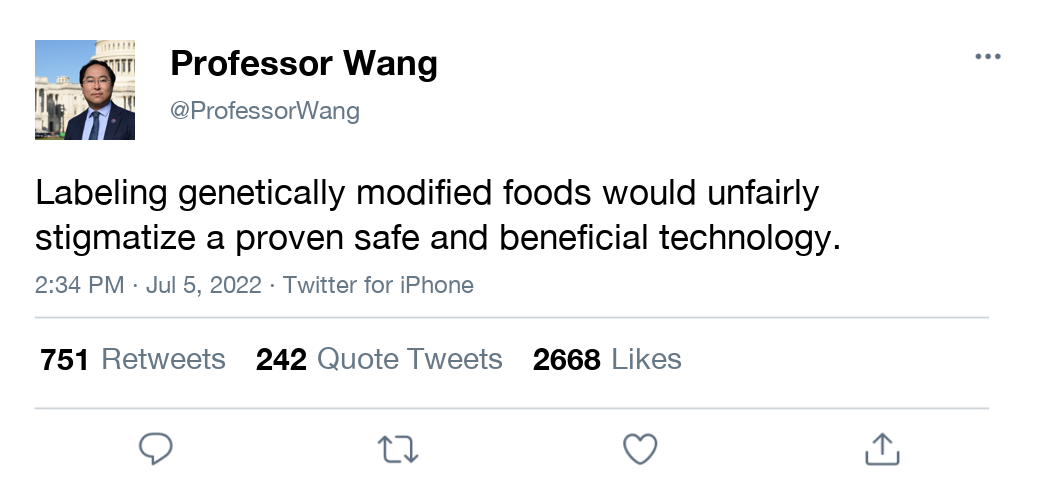 Professor Wang
@ProfessorWang
Labeling genetically modified foods would unfairly
stigmatize a proven safe and beneficial technology.
2:34 PM · Jul 5, 2022 · Twitter for iPhone
751 Retweets 242 Quote Tweets 2668 Likes